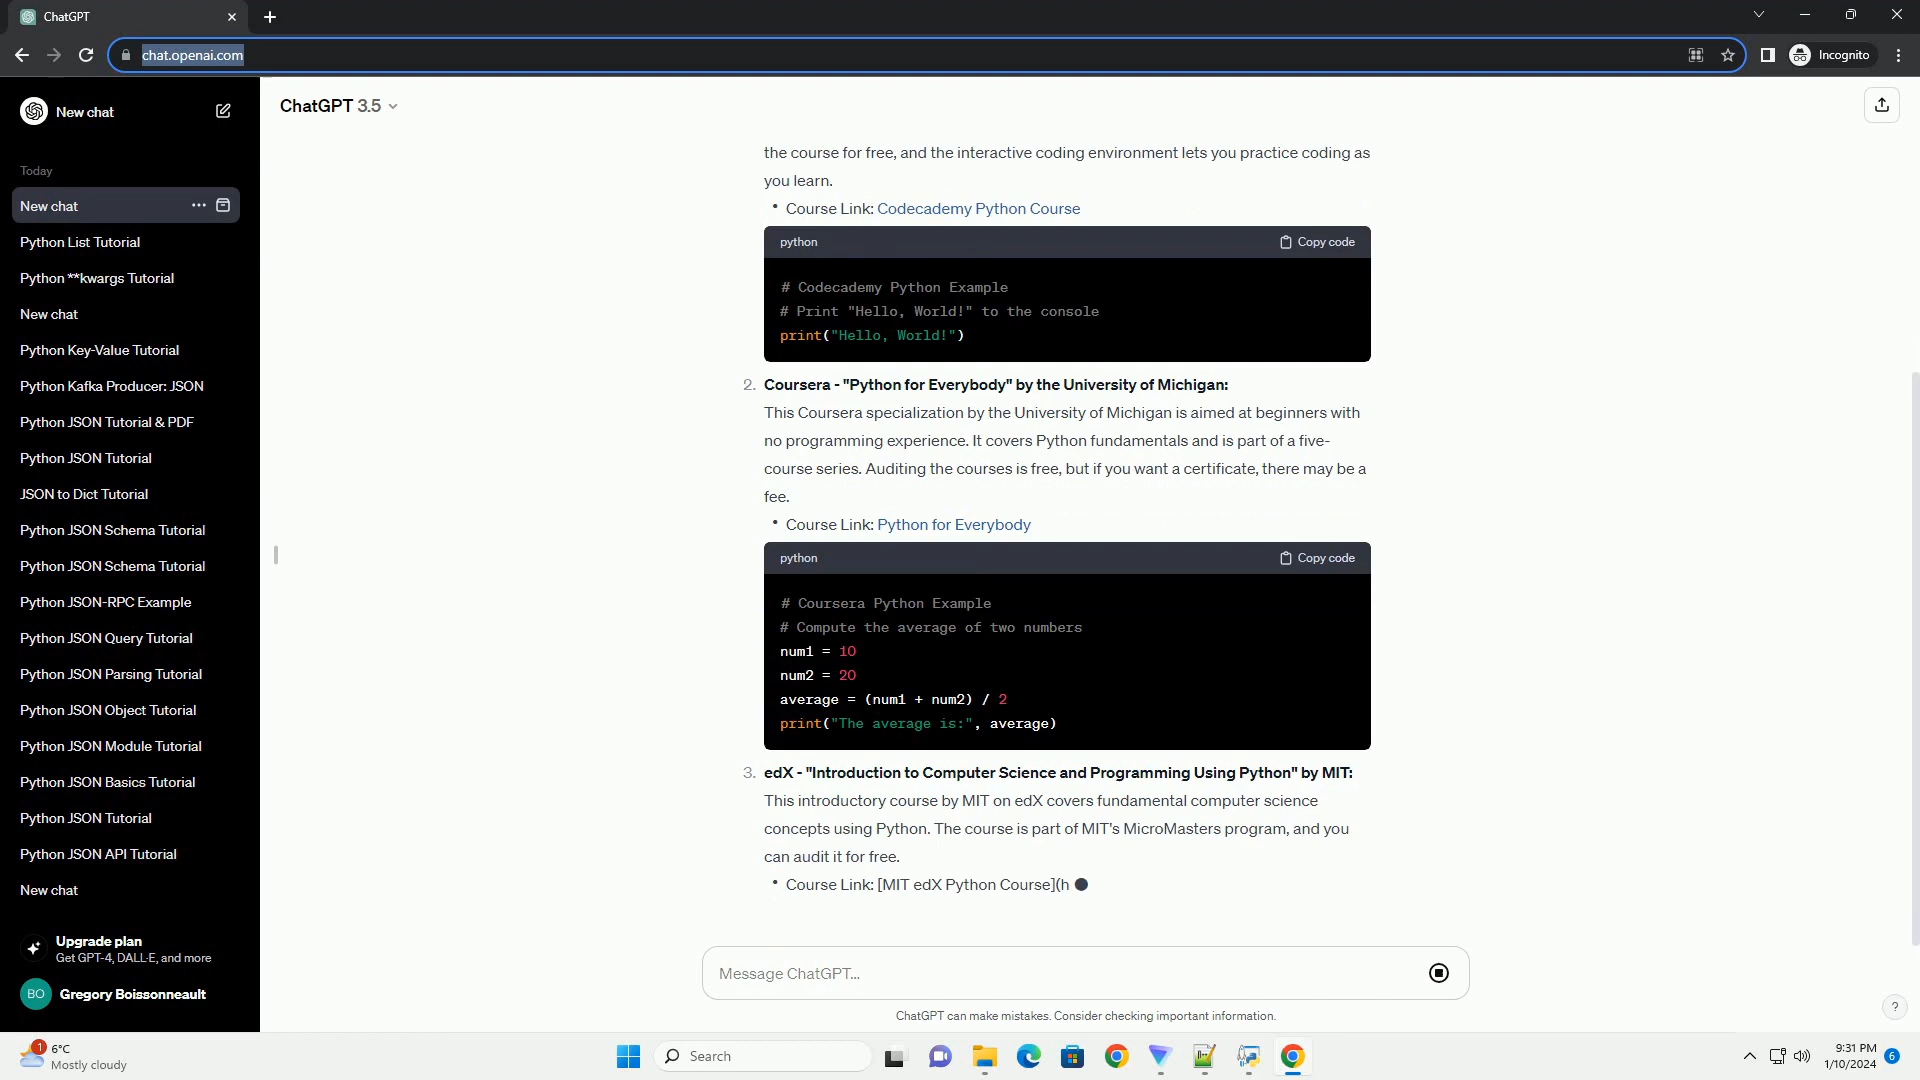 ChatGPT
chat.openai.com
Incognito
New chat
Today
New chat
Python List Tutorial
Python **kwargs Tutorial
New chat
Python Key-Value Tutorial
Python Kafka Producer: JSON
Python JSON Tutorial & PDF
Python JSON Tutorial
JSON to Dict Tutorial
Python JSON Schema Tutorial
Python JSON Schema Tutorial
Python JSON-RPC Example
Python JSON Query Tutorial
Python JSON Parsing Tutorial
Python JSON Object Tutorial
Python JSON Module Tutorial
Python JSON Basics Tutorial
Python JSON Tutorial
Python JSON API Tutorial
New chat
Upgrade plan
Get GPT-4, DALL·E, and more
BO
Gregory Boissonneault
ChatGPT 3.5
the course for free, and the interactive coding environment lets you practice coding as
you learn.
• Course Link: Codecademy Python Course
python
Copy code
# Codecademy Python Example
# Print "Hello, World!" to the console
print("Hello, World!")
2. Coursera - "Python for Everybody" by the University of Michigan:
This Coursera specialization by the University of Michigan is aimed at beginners with
no programming experience. It covers Python fundamentals and is part of a five-
course series. Auditing the courses is free, but if you want a certificate, there may be a
fee.
• Course Link: Python for Everybody
python
Copy code
# Coursera Python Example
# Compute the average of two numbers
num1 = 10
num2 = 20
average = (num1 + num2) / 2
print("The average is:", average)
3. edX - "Introduction to Computer Science and Programming Using Python" by MIT:
This introductory course by MIT on edX covers fundamental computer science
concepts using Python. The course is part of MIT's MicroMasters program, and you
can audit it for free.
• Course Link: [MIT edX Python Course](h
Message ChatGPT...
ChatGPT can make mistakes. Consider checking important information.
?
1
6°C
Mostly cloudy
Search
9:31 PM
1/10/2024
6